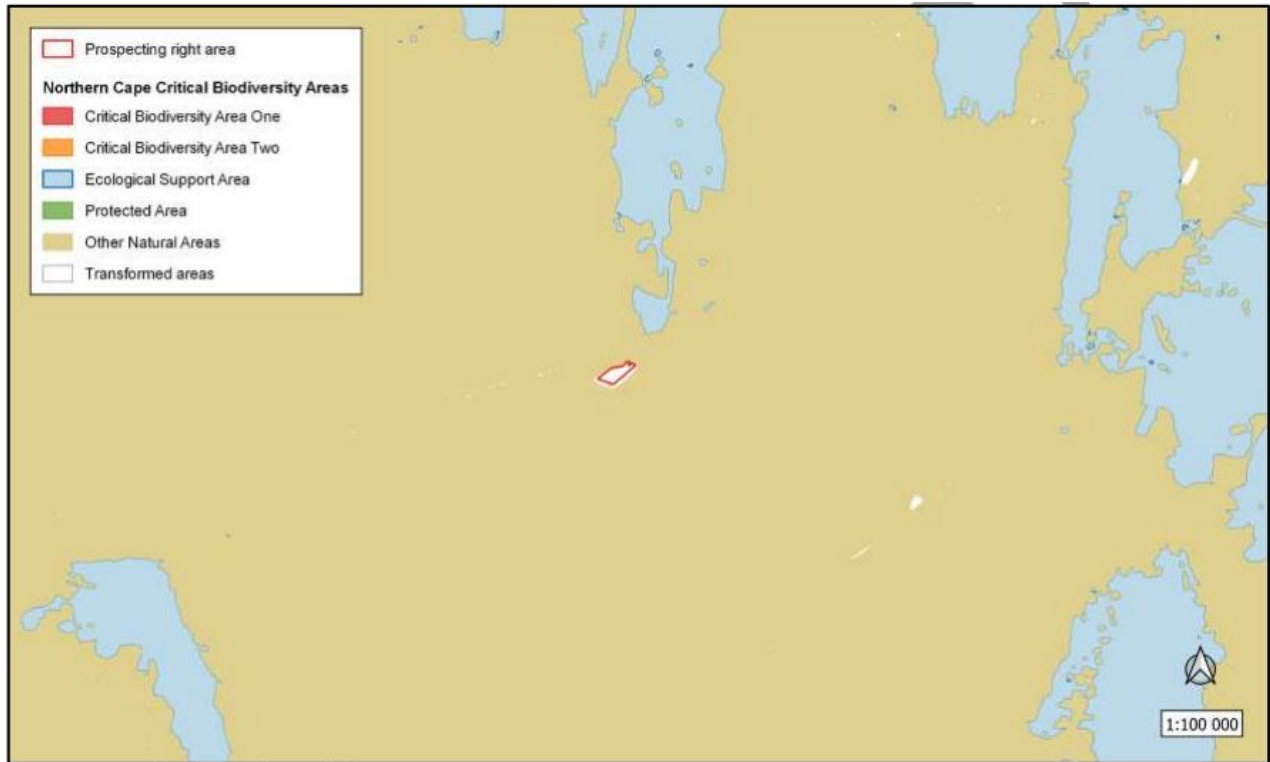 Prospecting right area
Northern Cape Critical Biodiversity Areas
Critical Biodiversity Area One
Critical Biodiversity Area Two
Ecological Support Area
Protected Area
Other Natural Areas
Transformed areas
1:100 000